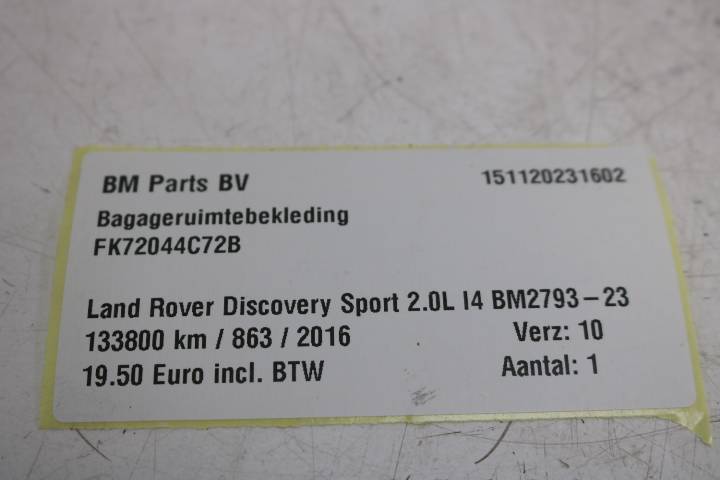 BM Parts BV 151120231602
Bagageruimtebekleding
FK72044C72B
Land Rover Discovery Sport 2.0L I4 BM2793-23
133800 km / 863 / 2016 Verz: 10
19.50 Euro incl. BTW Aantal: 1